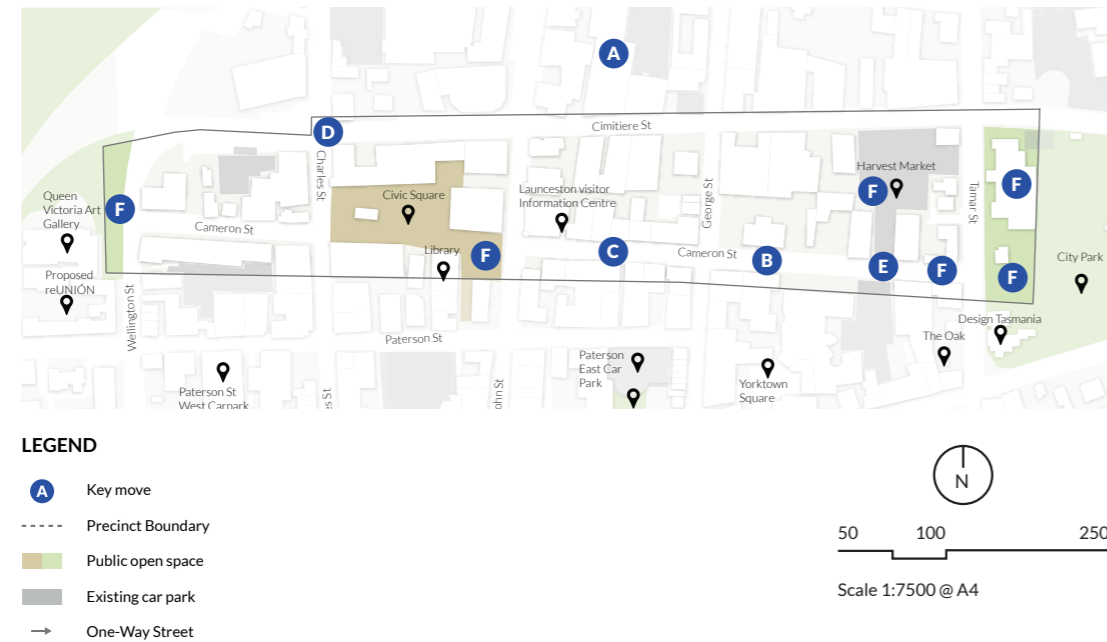 A
D
Cimitiere St
Charles St
Harvest Market
F
F
Queen
Victoria Art
Gallery
F
Civic Square
Launceston visitor
Information Centre
George St
Tamar St
Cameron St
Library
F
C
Cameron St
B
E
F
F
City Park
Proposed
reUNIÓN
Wellington St
Design Tasmania
Paterson St
The Oak
Paterson
East Car
Park
Yorktown
Square
Paterson St
West Carpark
LEGEND
A Key move
Precinct Boundary
Public open space
Existing car park
One-Way Street
N
50 100 250
Scale 1:7500 @ A4